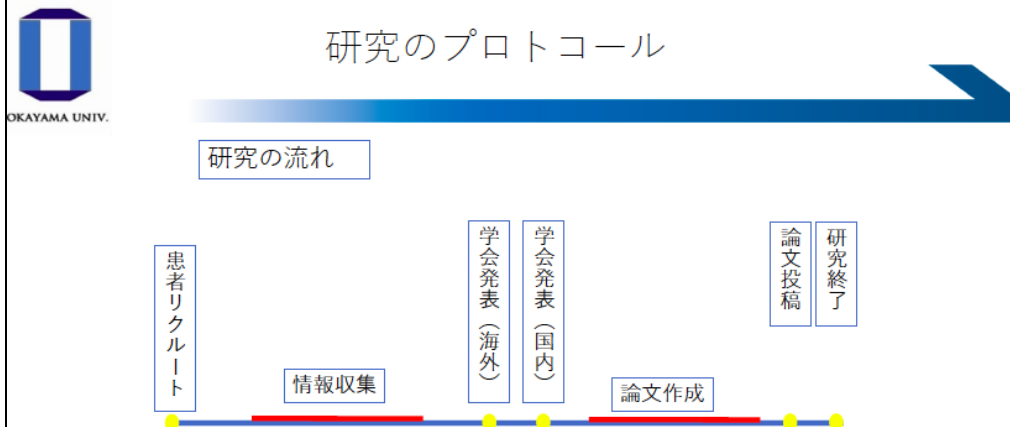 研究のプロトコール
OKAYAMA UNIV.
研究の流れ
患者リクルート
情報収集
学会発表（海外）
学会発表（国内）
論文作成
論文投稿
研究終了